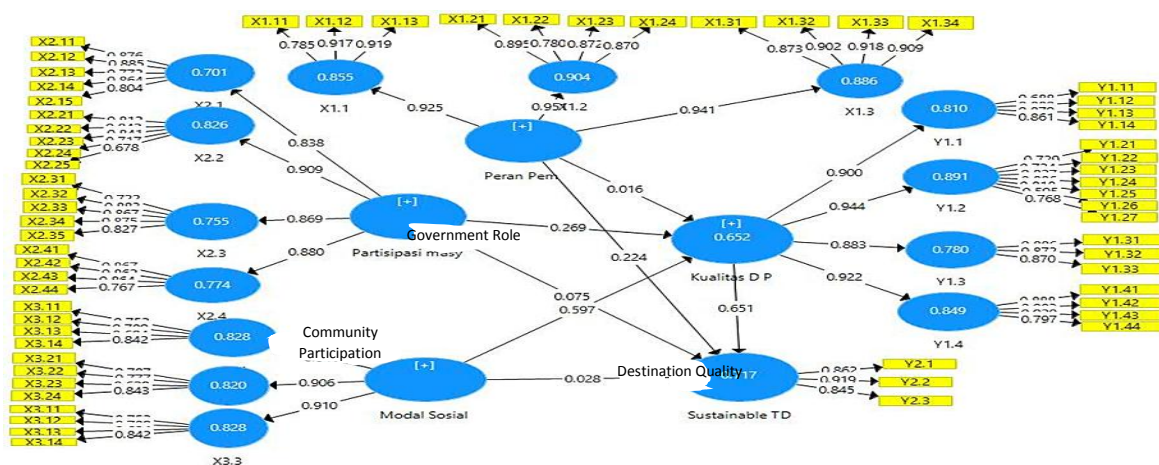 X1.11 X1.12 X1.13
X1.21 X1.22 X1.23 X1.24
X1.31 X1.32 X1.33 X1.34
0.785 0.917 0.919
0.895 0.780 0.872 0.870
0.873 0.902 0.918 0.909
0.855
X1.1
0.904
X1.2
0.886
X1.3
0.925
0.941
[+]
Peran Pem
X2.11
X2.12
X2.13
X2.14
X2.15
0.876
0.885
0.804
0.701
X2.1
X2.21
X2.22
X2.23
X2.24
X2.25
0.678
0.826
X2.2
X2.31
X2.32
X2.33
X2.34
X2.35
0.827
0.755
X2.3
X2.41
X2.42
X2.43
X2.44
0.767
0.774
X2.4
0.838
0.909
0.869
0.880
[+]
Partisipasi masy
Government Role
X3.11
X3.12
X3.13
X3.14
0.842
0.828
X3.21
X3.22
X3.23
X3.24
0.843
0.820
X3.11
X3.12
X3.13
X3.14
0.842
0.828
X3.3
Community
Participation
0.906
0.910
[+]
Modal Sosial
0.016
0.269
0.224
0.075
0.597
0.028
0.651
[+]
0.652
Kualitas D P
Destination Quality
Sustainable TD
0.900
0.944
0.883
0.922
0.810
Y1.1
0.861
Y1.11
Y1.12
Y1.13
Y1.14
0.891
Y1.2
0.768
Y1.21
Y1.22
Y1.23
Y1.24
Y1.25
Y1.26
Y1.27
0.780
Y1.3
0.870
Y1.31
Y1.32
Y1.33
0.849
Y1.4
0.797
Y1.41
Y1.42
Y1.43
Y1.44
0.862
0.919
0.845
Y2.1
Y2.2
Y2.3